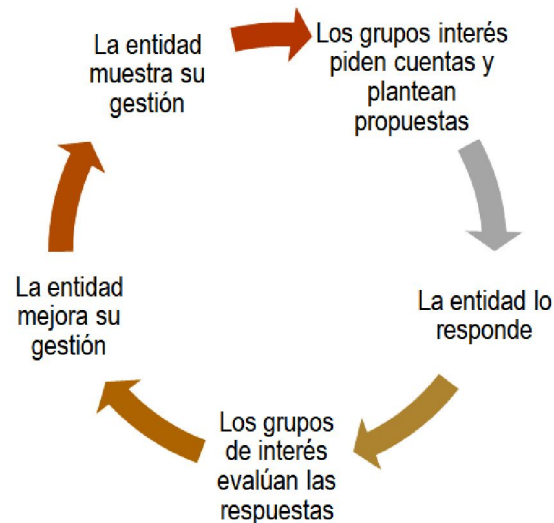 La entidad
muestra su
gestión
Los grupos interés
piden cuentas y
plantean
propuestas
La entidad lo
responde
Los grupos
de interés
evalúan las
respuestas
La entidad
mejora su
gestión